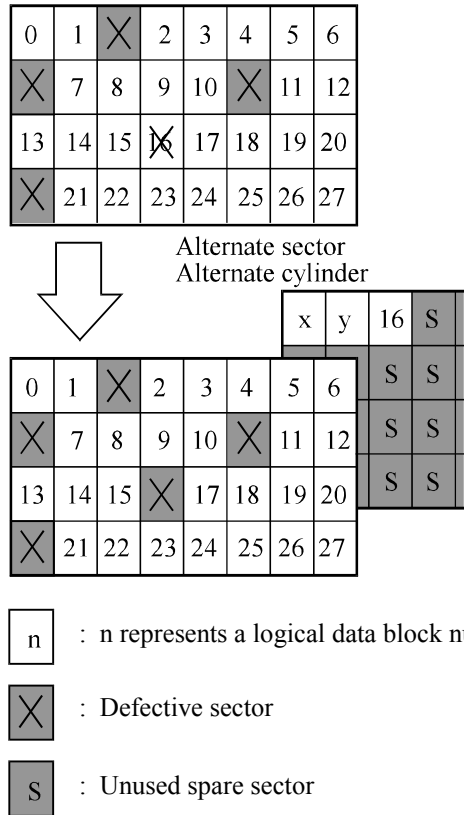 0 1 X 2 3 4 5 6
X 7 8 9 10 X 11 12
13 14 15 16 17 18 19 20
X 21 22 23 24 25 26 27
Alternate sector
Alternate cylinder
x y 16 S
S S
S S
S S
0 1 X 2 3 4 5 6
X 7 8 9 10 X 11 12
13 14 15 X 17 18 19 20
X 21 22 23 24 25 26 27
n : n represents a logical data block
X : Defective sector
S : Unused spare sector